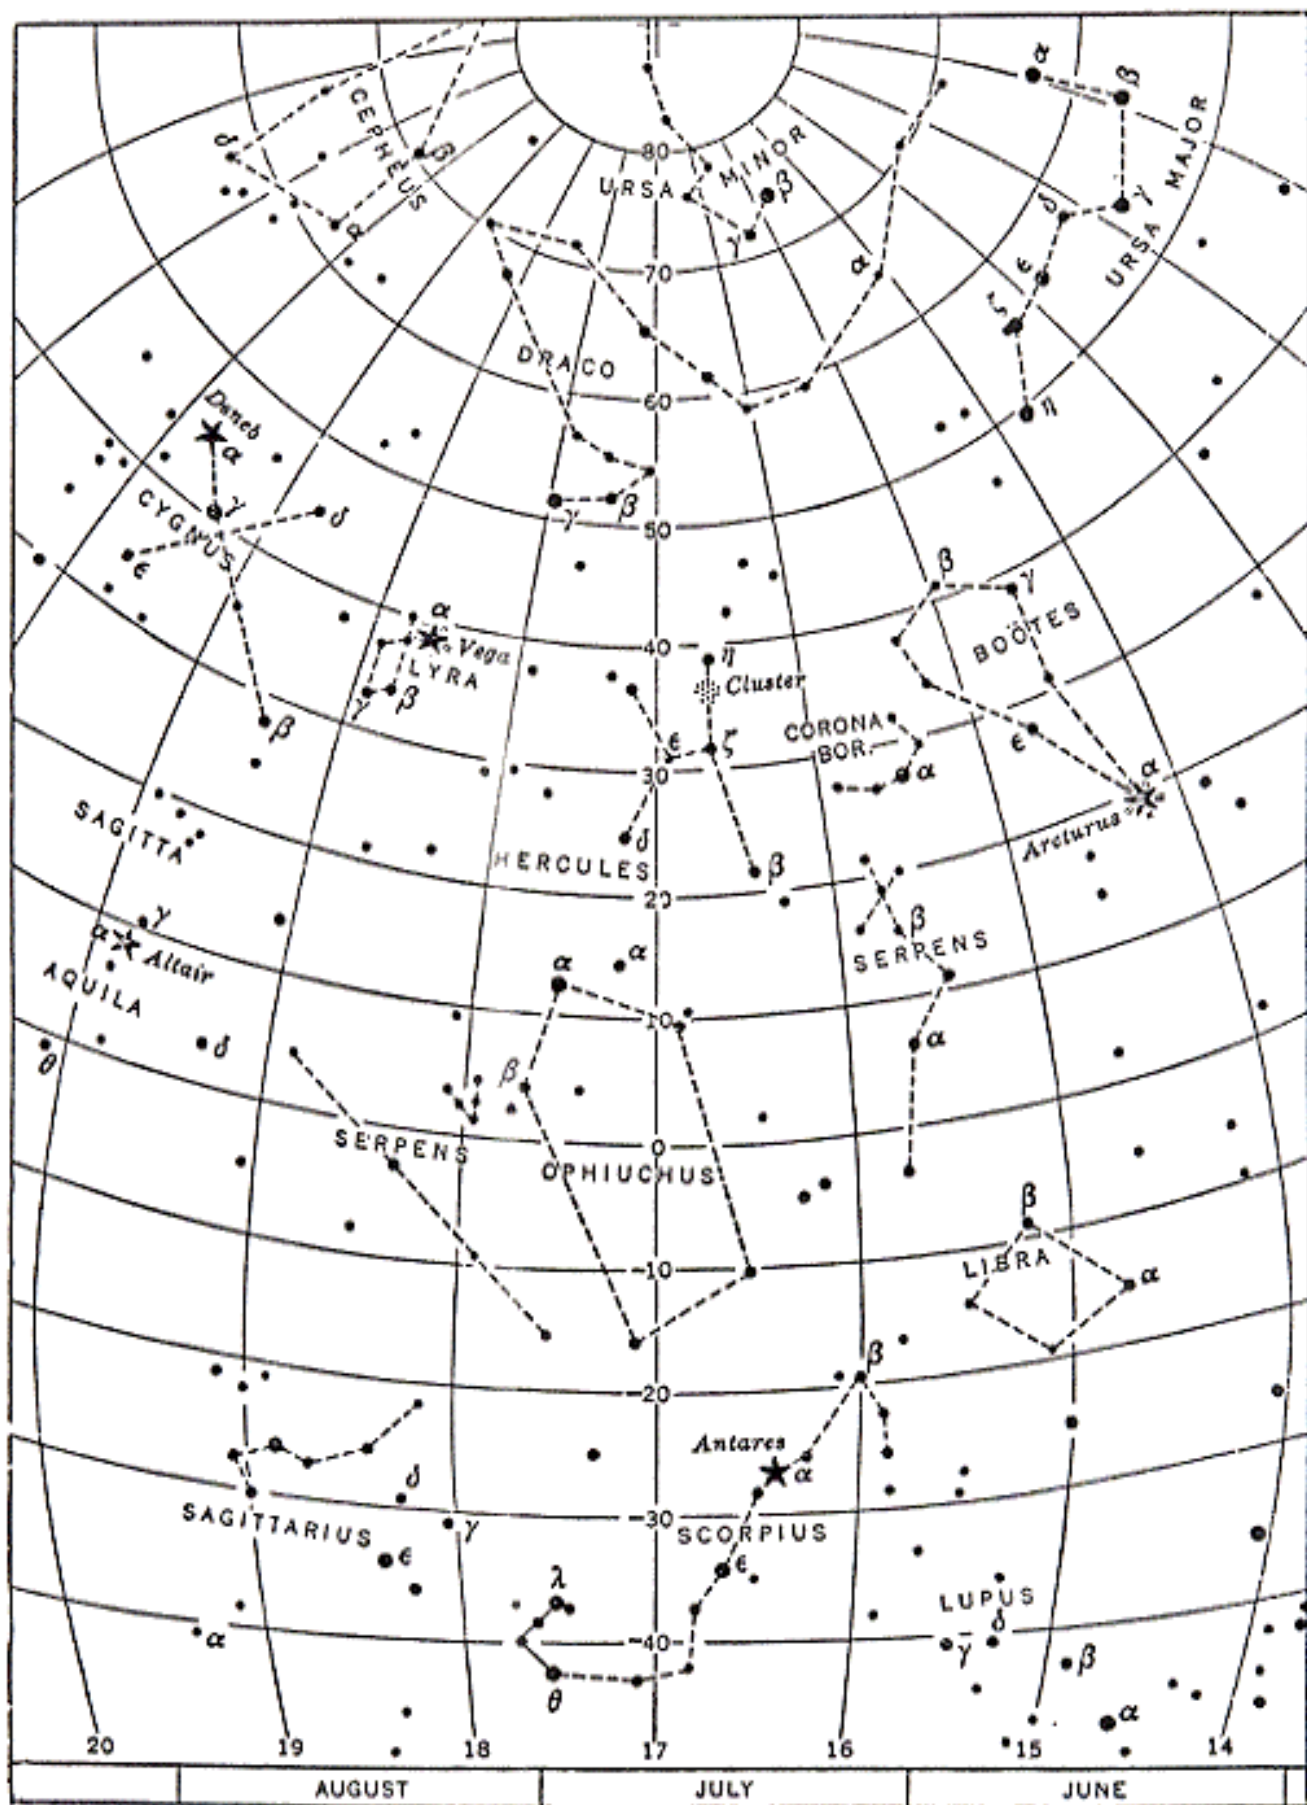 α
β
CEPHEUS
δ
β
80
MINOR
URSA
β
URSA MAJOR
γ
δ
α
γ
70
α
ε
ζ
DRACO
60
Deneb
α
η
CYGNUS
γ
δ
γ
β
50
ε
β
γ
BOÖTES
α
Vega
LYRA
40
η
Cluster
γ
β
β
CORONA
BOR.
ε
ζ
ε
30
α
α
SAGITTA
δ
Arcturus
HERCULES
β
20
γ
α
Altair
β
SERPENS
α
α
AQUILA
10
δ
θ
α
β
SERPENS
0
OPHIUCHUS
β
LIBRA
-10
α
β
-20
Antares
α
δ
SAGITTARIUS
γ
-30
SCORPIUS
ε
ε
λ
LUPUS
δ
α
-40
γ
β
θ
α
20 19 18 17 16 15 14
AUGUST JULY JUNE